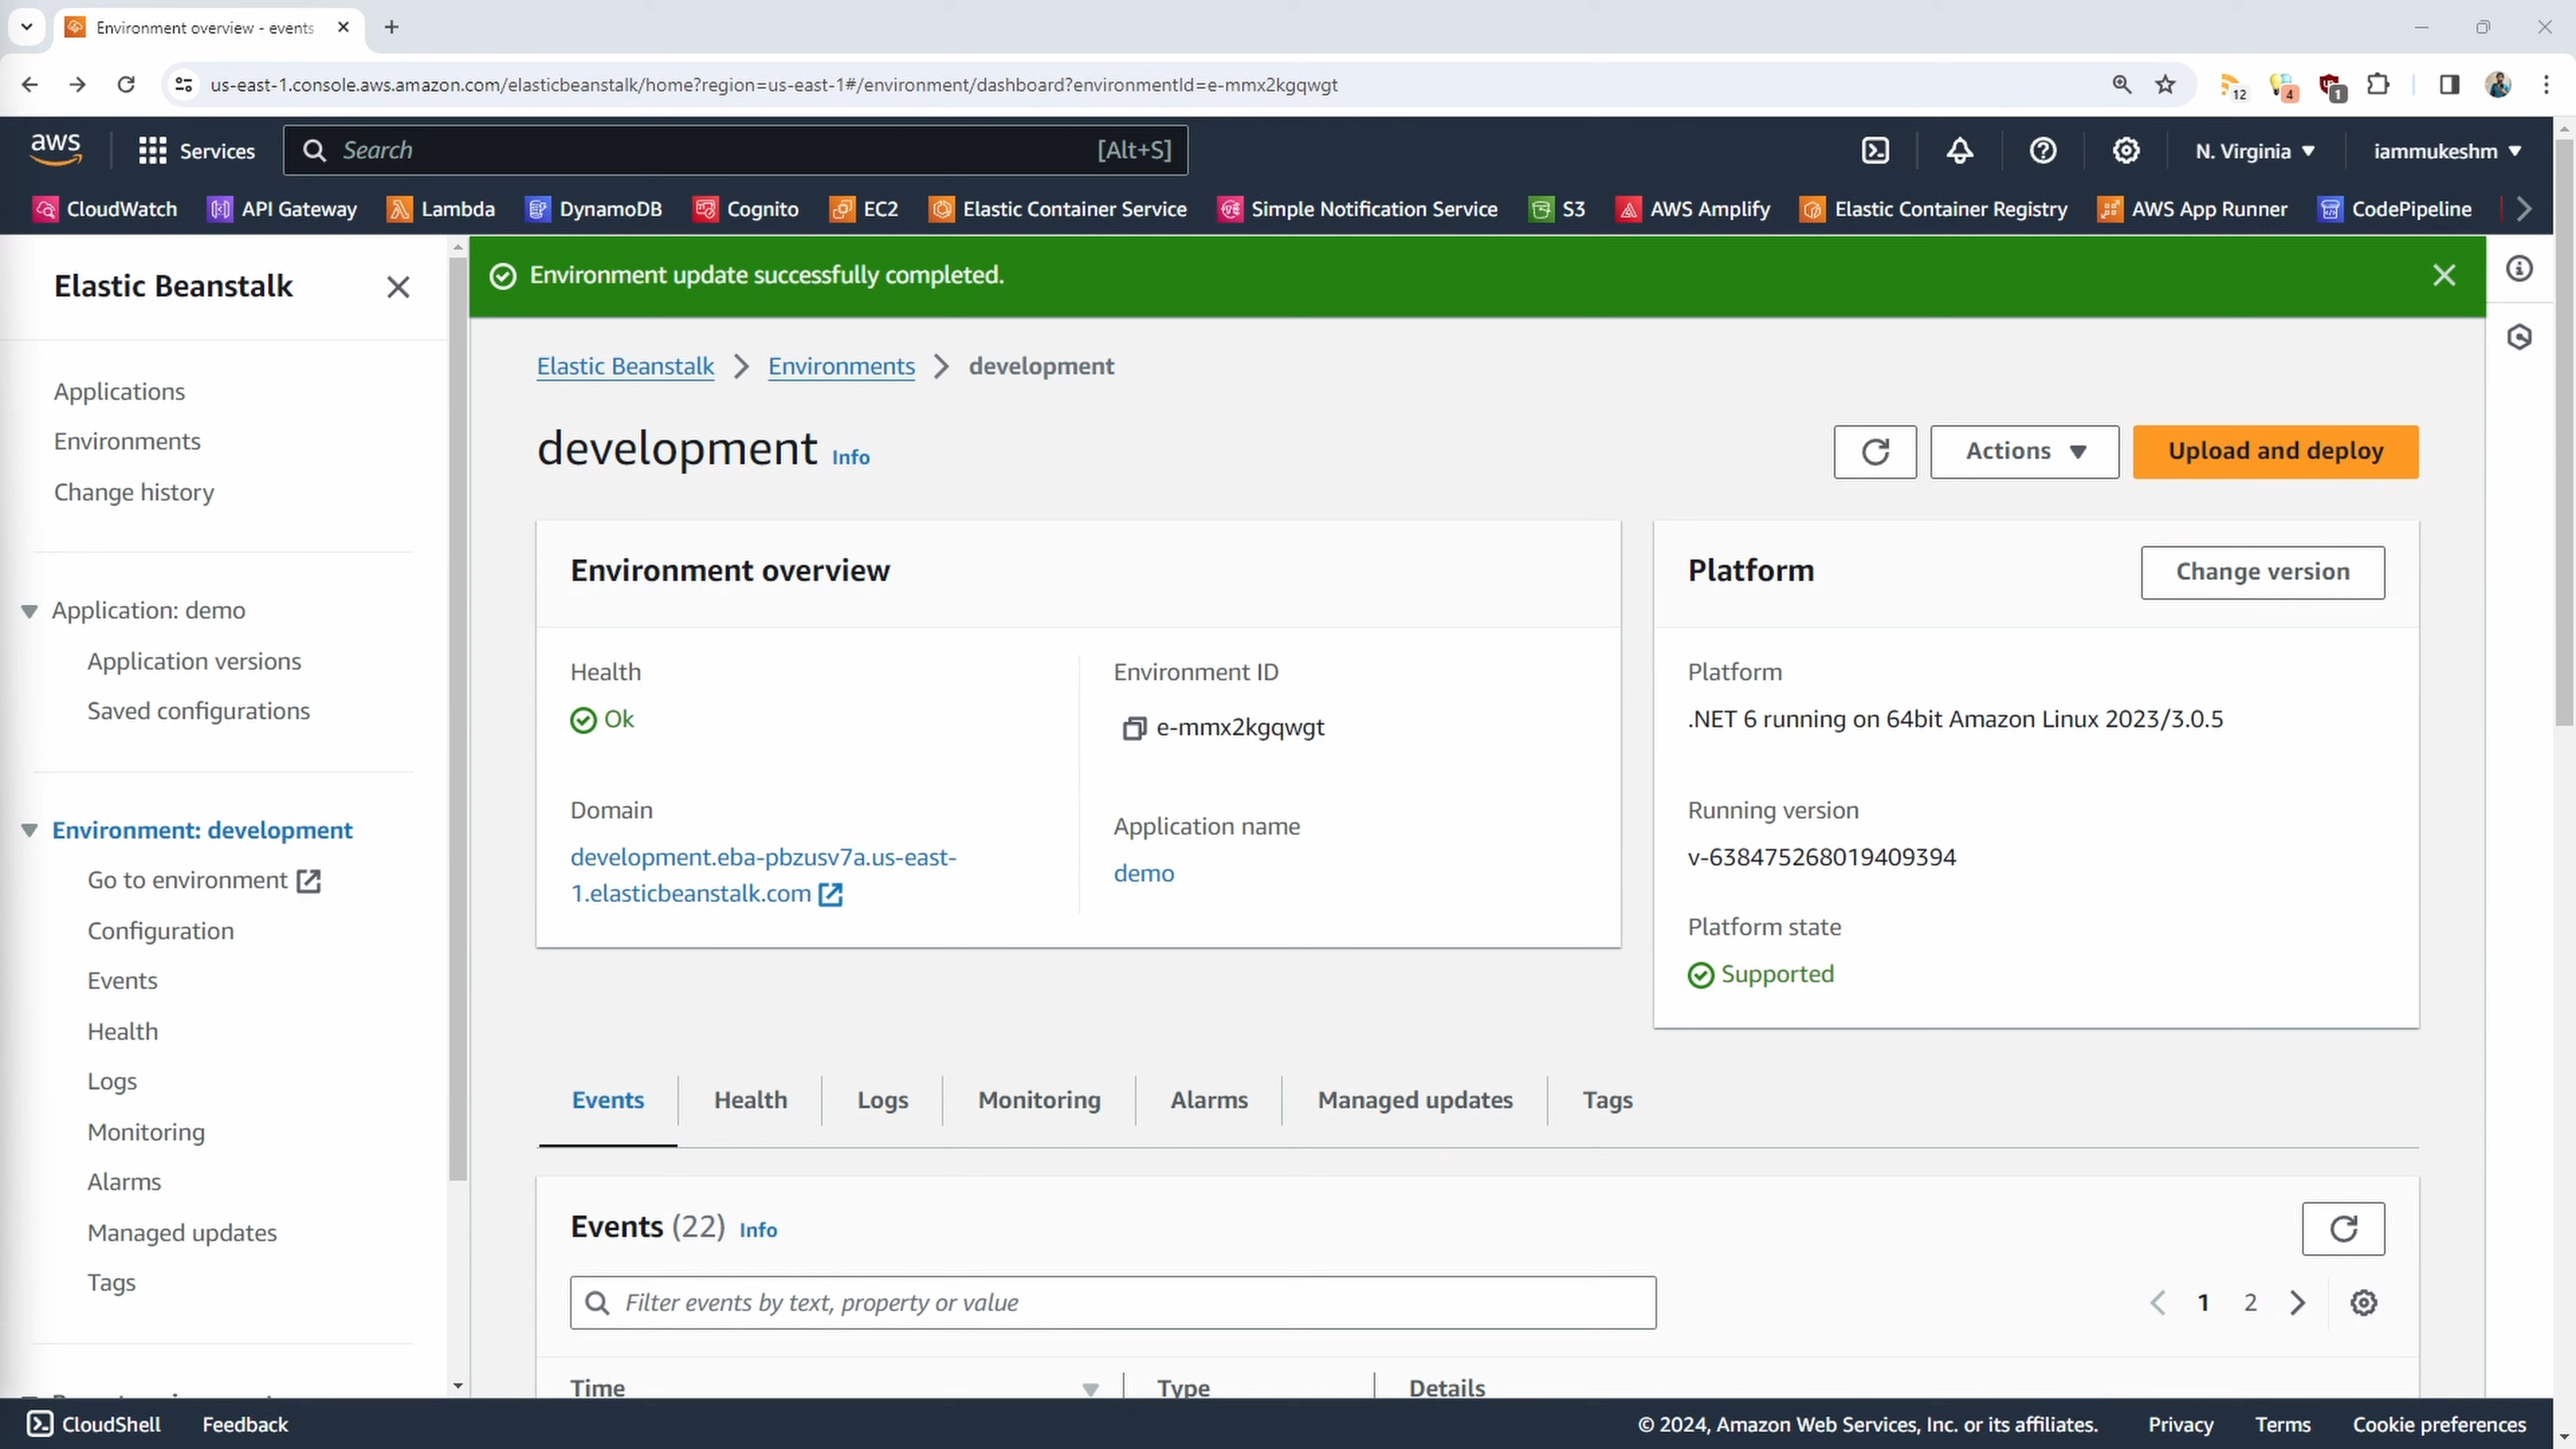 Environment overview - events
us-east-1.console.aws.amazon.com/elasticbeanstalk/home?region=us-east-1#/environment/dashboard?environmentId=e-mmx2kgqwgt
12
4
1
aws
Services
Search
[Alt+S]
N. Virginia
iammukeshm
CloudWatch
API Gateway
Lambda
DynamoDB
Cognito
EC2
Elastic Container Service
Simple Notification Service
S3
AWS Amplify
Elastic Container Registry
AWS App Runner
CodePipeline
Elastic Beanstalk
Applications
Environments
Change history
Application: demo
Application versions
Saved configurations
Environment: development
Go to environment
Configuration
Events
Health
Logs
Monitoring
Alarms
Managed updates
Tags
Environment update successfully completed.
Elastic Beanstalk > Environments > development
development Info
Actions
Upload and deploy
Environment overview
Health
Ok
Environment ID
e-mmx2kgqwgt
Domain
development.eba-pbzusv7a.us-east-
1.elasticbeanstalk.com
Application name
demo
Platform
Change version
Platform
.NET 6 running on 64bit Amazon Linux 2023/3.0.5
Running version
v-638475268019409394
Platform state
Supported
Events
Health
Logs
Monitoring
Alarms
Managed updates
Tags
Events (22) Info
Filter events by text, property or value
1
2
Time
Type
Details
CloudShell
Feedback
© 2024, Amazon Web Services, Inc. or its affiliates.
Privacy
Terms
Cookie preferences